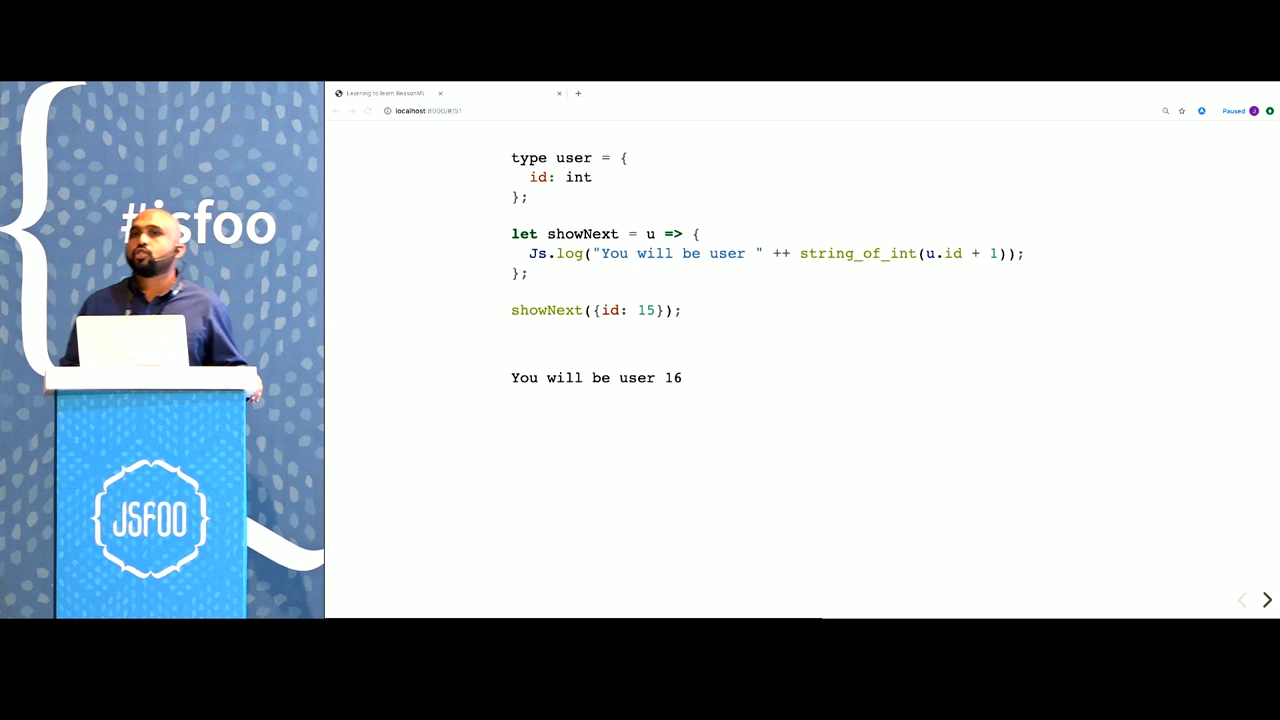 #jsfoo
JSFOO
Learning to learn ReasonML
localhost:8000/#/51
Paused
J
type user = {
  id: int
};
let showNext = u => {
  Js.log("You will be user " ++ string_of_int(u.id + 1));
};
showNext({id: 15});
You will be user 16